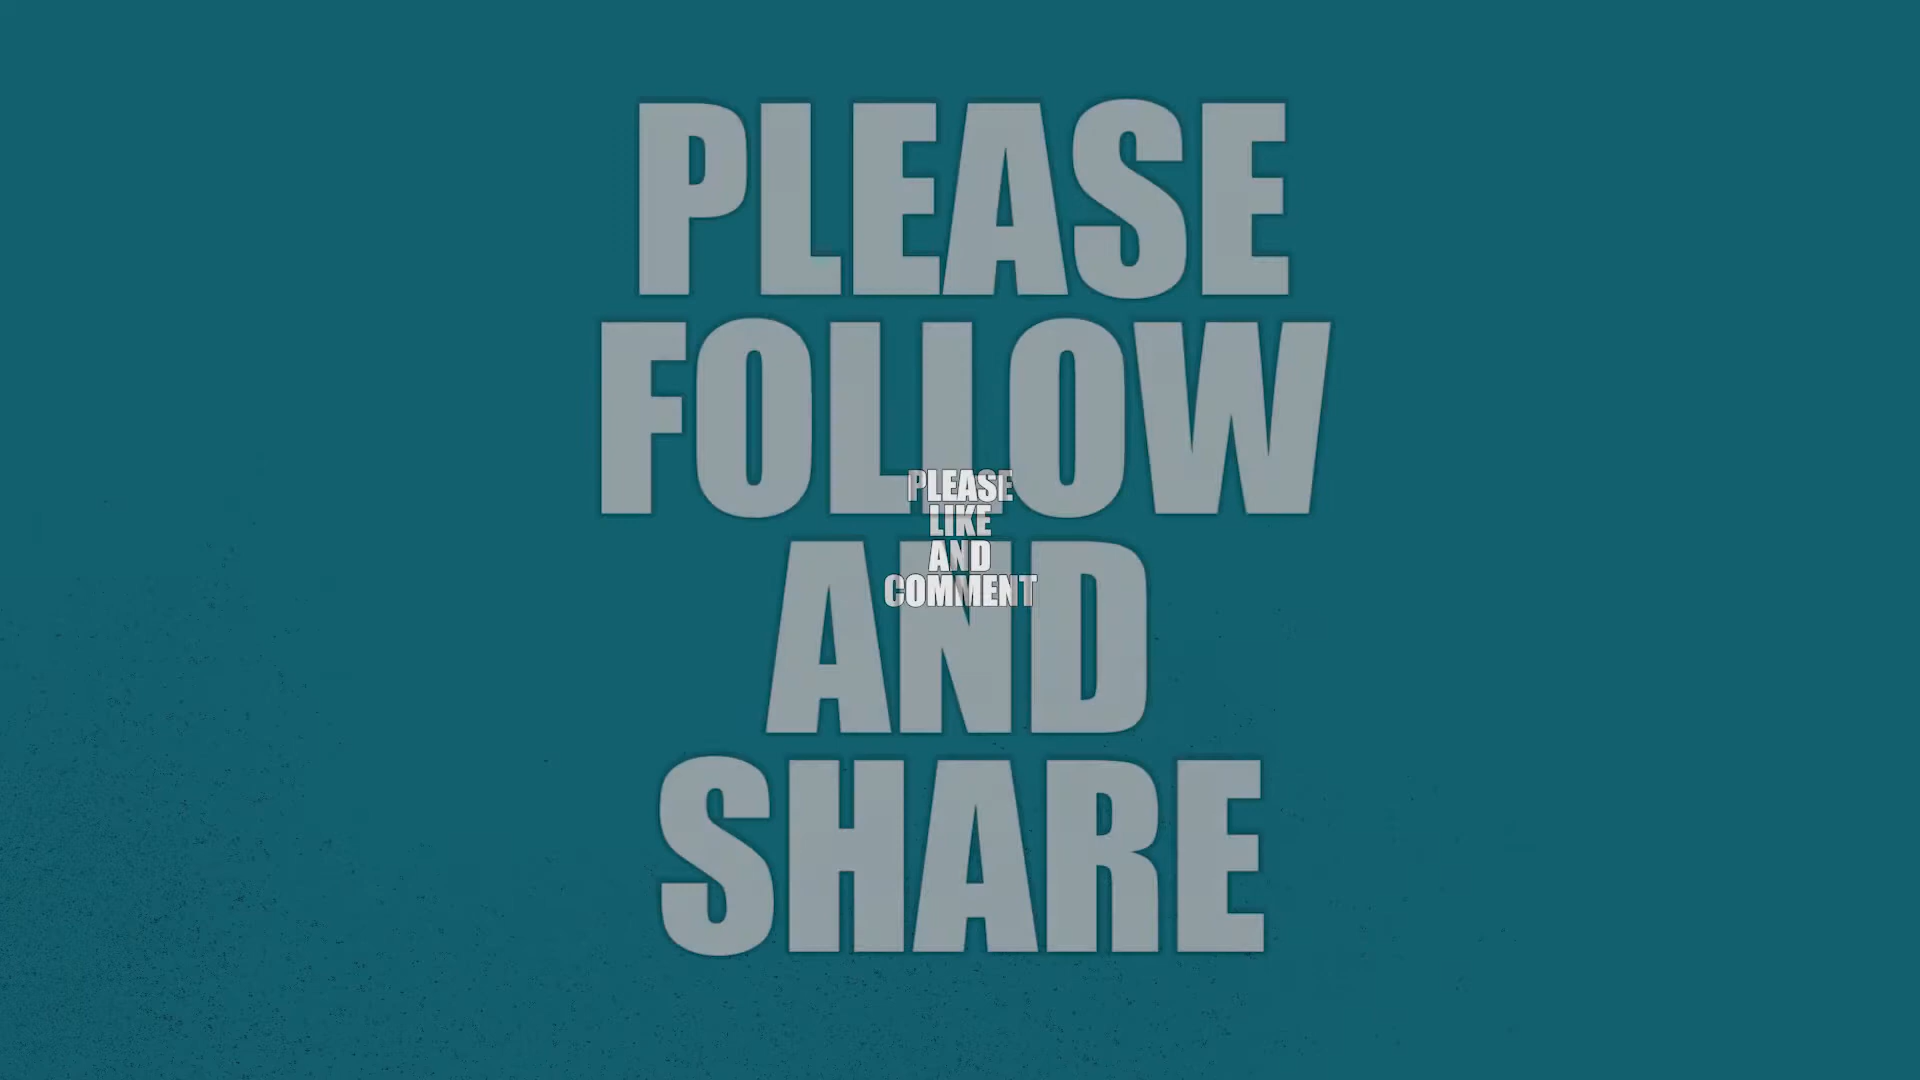 PLEASE
FOLLOW
AND
SHARE
PLEASE
LIKE
AND
COMMENT